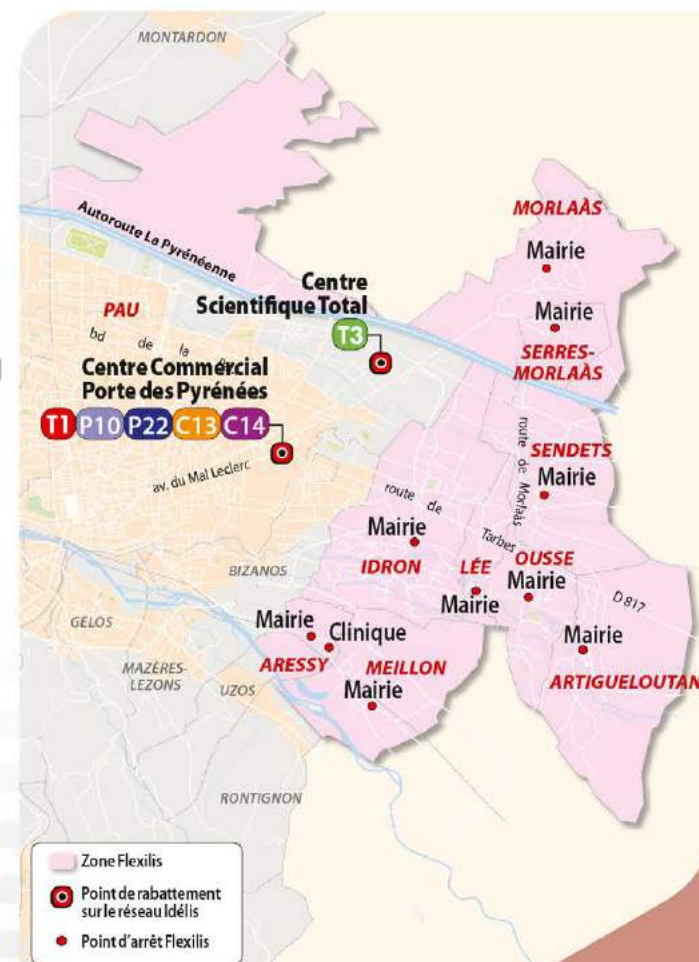 MONTARDON
Autoroute La Pyrénéenne
MORLAÀS
Mairie
Centre
Scientifique Total
T3
Mairie
SERRES-
MORLAÀS
PAU
bd de la
Centre Commercial
Porte des Pyrénées
T1 P10 P22 C13 C14
av. du Mal Leclerc
route de Morlaàs
SENDETS
Mairie
route de Tarbes
Mairie
IDRON
LÉE
OUSSE
Mairie
Mairie
BIZANOS
D 817
GELOS
Mairie
Clinique
Mairie
ARESSY
MEILLON
ARTIGUELOUTAN
MAZÈRES-
LEZONS
UZOS
Mairie
RONTIGNON
Zone Flexilis
Point de rabattement
sur le réseau Idélis
Point d'arrêt Flexilis